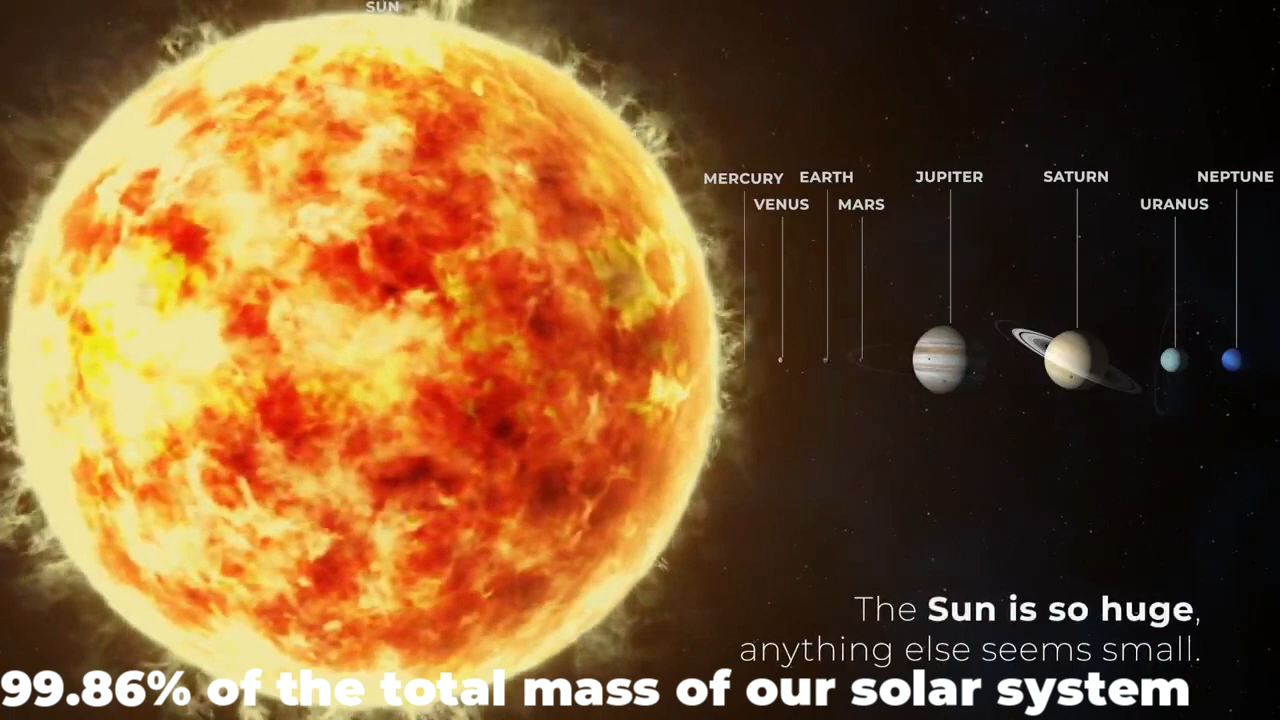 SUN
MERCURY EARTH JUPITER SATURN NEPTUNE
VENUS MARS URANUS
The Sun is so huge,
anything else seems small.
99.86% of the total mass of our solar system